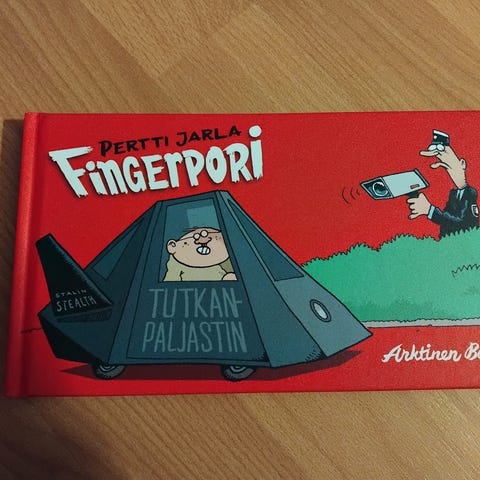 PERTTI JARLA
FINGERPORI
STALIN
STEALTH
TUTKAN-
PALJASTIN
Arktinen